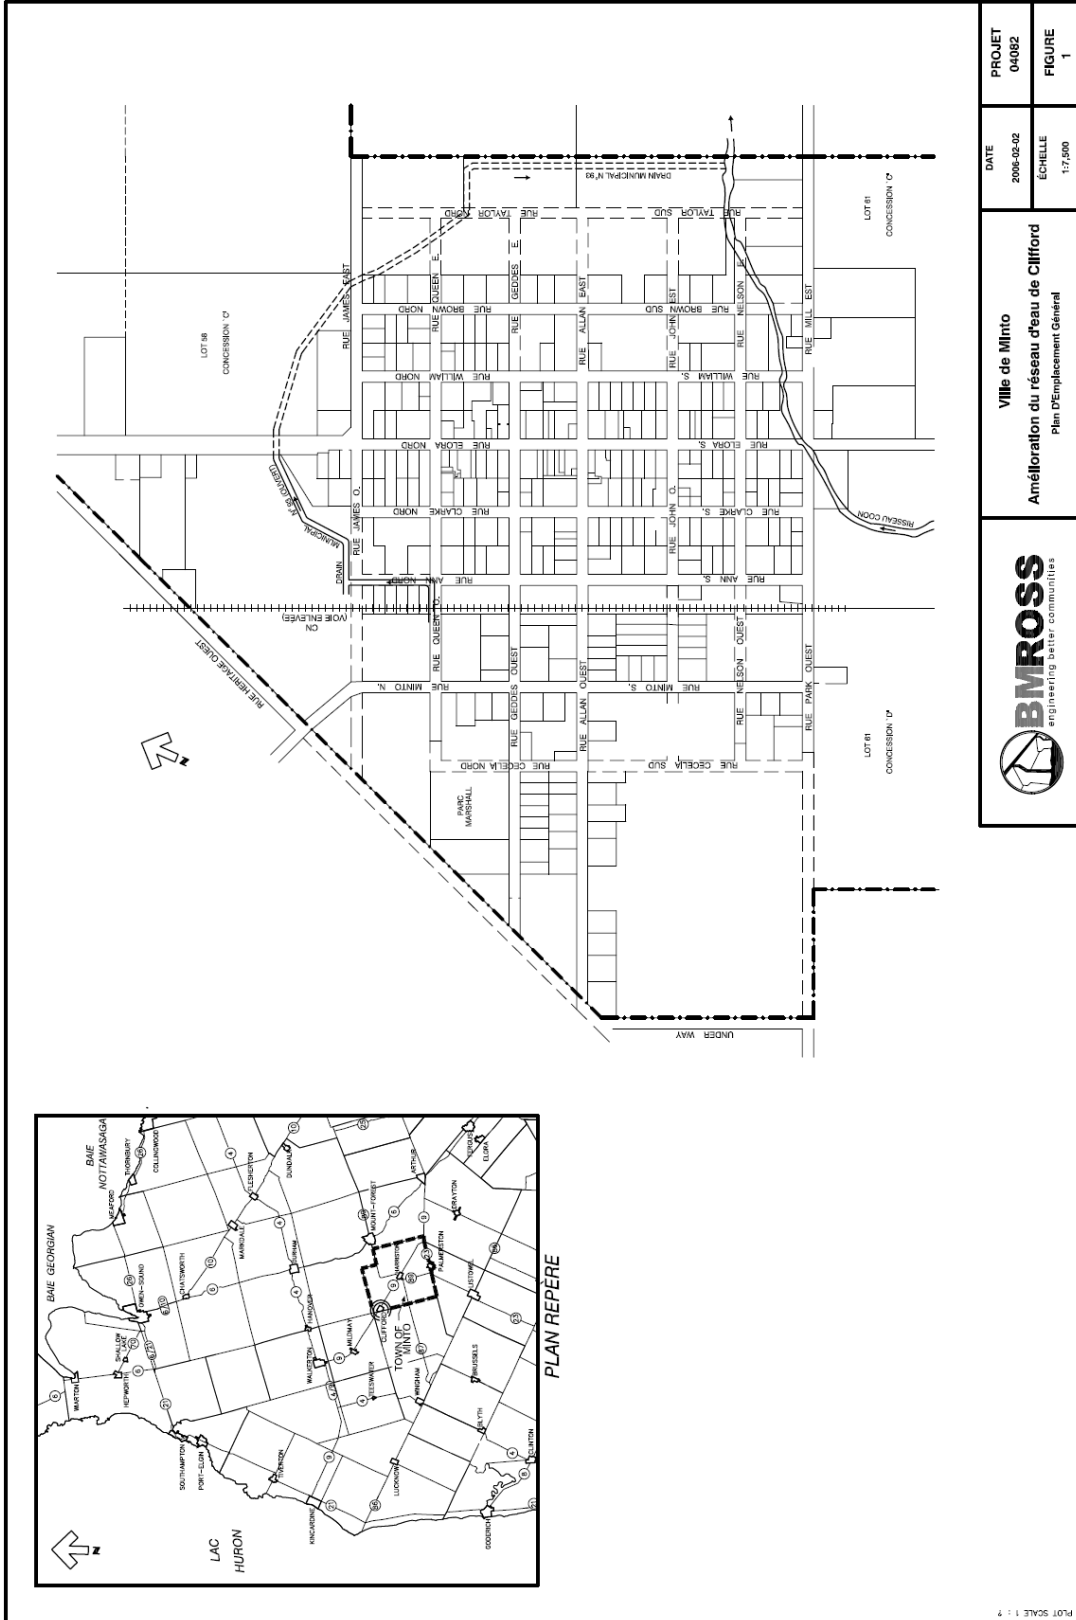 PROJET
04082
FIGURE
1
DATE
2006-02-02
ÉCHELLE
1:7,500
Ville de Minto
Amélioration du réseau d'eau de Clifford
Plan D'Emplacement Général
BMROSS
engineering better communities
LOT 58
CONCESSION 'C'
LOT 61
CONCESSION 'C'
LOT 61
CONCESSION 'D'
RUE HERITAGE OUEST
CN
(VOIE ENLEVÉE)
DRAIN
MUNICIPAL
N° 93 (OUVERT)
DRAIN MUNICIPAL N° 93
RISSEAU COON
UNDER WAY
PARC
MARSHALL
RUE JAMES O.
RUE JAMES EAST
RUE QUEEN O.
RUE QUEEN E.
RUE GEDDES OUEST
RUE GEDDES E.
RUE ALLAN OUEST
RUE ALLAN EAST
RUE JOHN O.
RUE JOHN EST
RUE NELSON OUEST
RUE NELSON E.
RUE PARK OUEST
RUE MILL EST
RUE CECELIA NORD
RUE CECELIA SUD
RUE MINTO N.
RUE MINTO S.
RUE ANN NORD
RUE ANN S.
RUE CLARKE NORD
RUE CLARKE S.
RUE ELORA NORD
RUE ELORA S.
RUE WILLIAM NORD
RUE WILLIAM S.
RUE BROWN NORD
RUE BROWN SUD
RUE TAYLOR NORD
RUE TAYLOR SUD
N
N
LAC
HURON
BAIE GEORGIAN
BAIE
NOTTAWASAGA
WIARTON
HEPWORTH
SHALLOW
LAKE
OWEN-SOUND
MEAFORD
THORNBURY
COLLINGWOOD
SOUTHAMPTON
PORT-ELGIN
CHATSWORTH
MARKDALE
FLESHERTON
DUNDALK
TIVERTON
KINCARDINE
WALKERTON
HANOVER
DURHAM
MILDMAY
MOUNT-FOREST
CLIFFORD
HARRISTON
TOWN OF
MINTO
PALMERSTON
ARTHUR
FERGUS
ELORA
DRAYTON
TEESWATER
LUCKNOW
WINGHAM
LISTOWEL
BRUSSELS
BLYTH
CLINTON
GODERICH
PLAN REPÈRE
PLOT SCALE 1 : ?